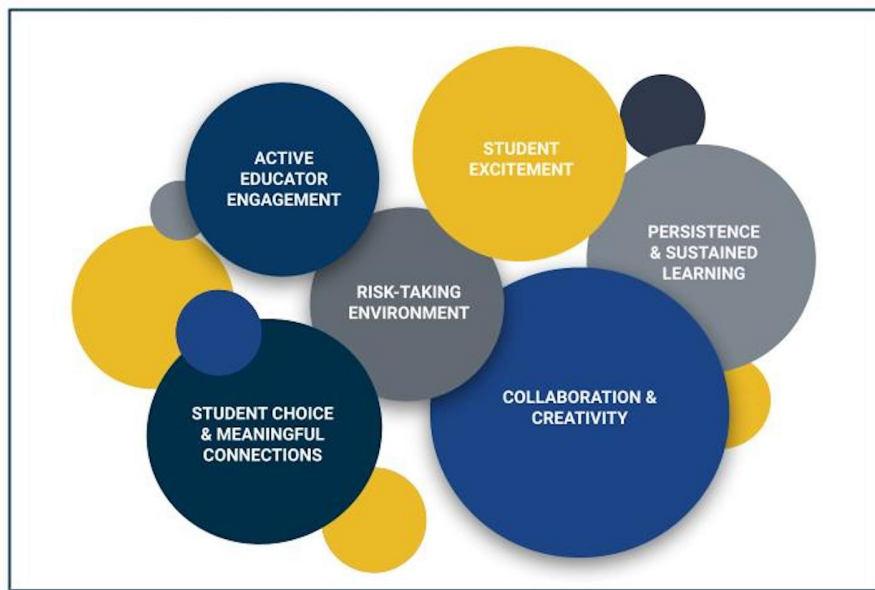 ACTIVE
EDUCATOR
ENGAGEMENT
STUDENT
EXCITEMENT
PERSISTENCE
& SUSTAINED
LEARNING
RISK-TAKING
ENVIRONMENT
STUDENT CHOICE
& MEANINGFUL
CONNECTIONS
COLLABORATION &
CREATIVITY